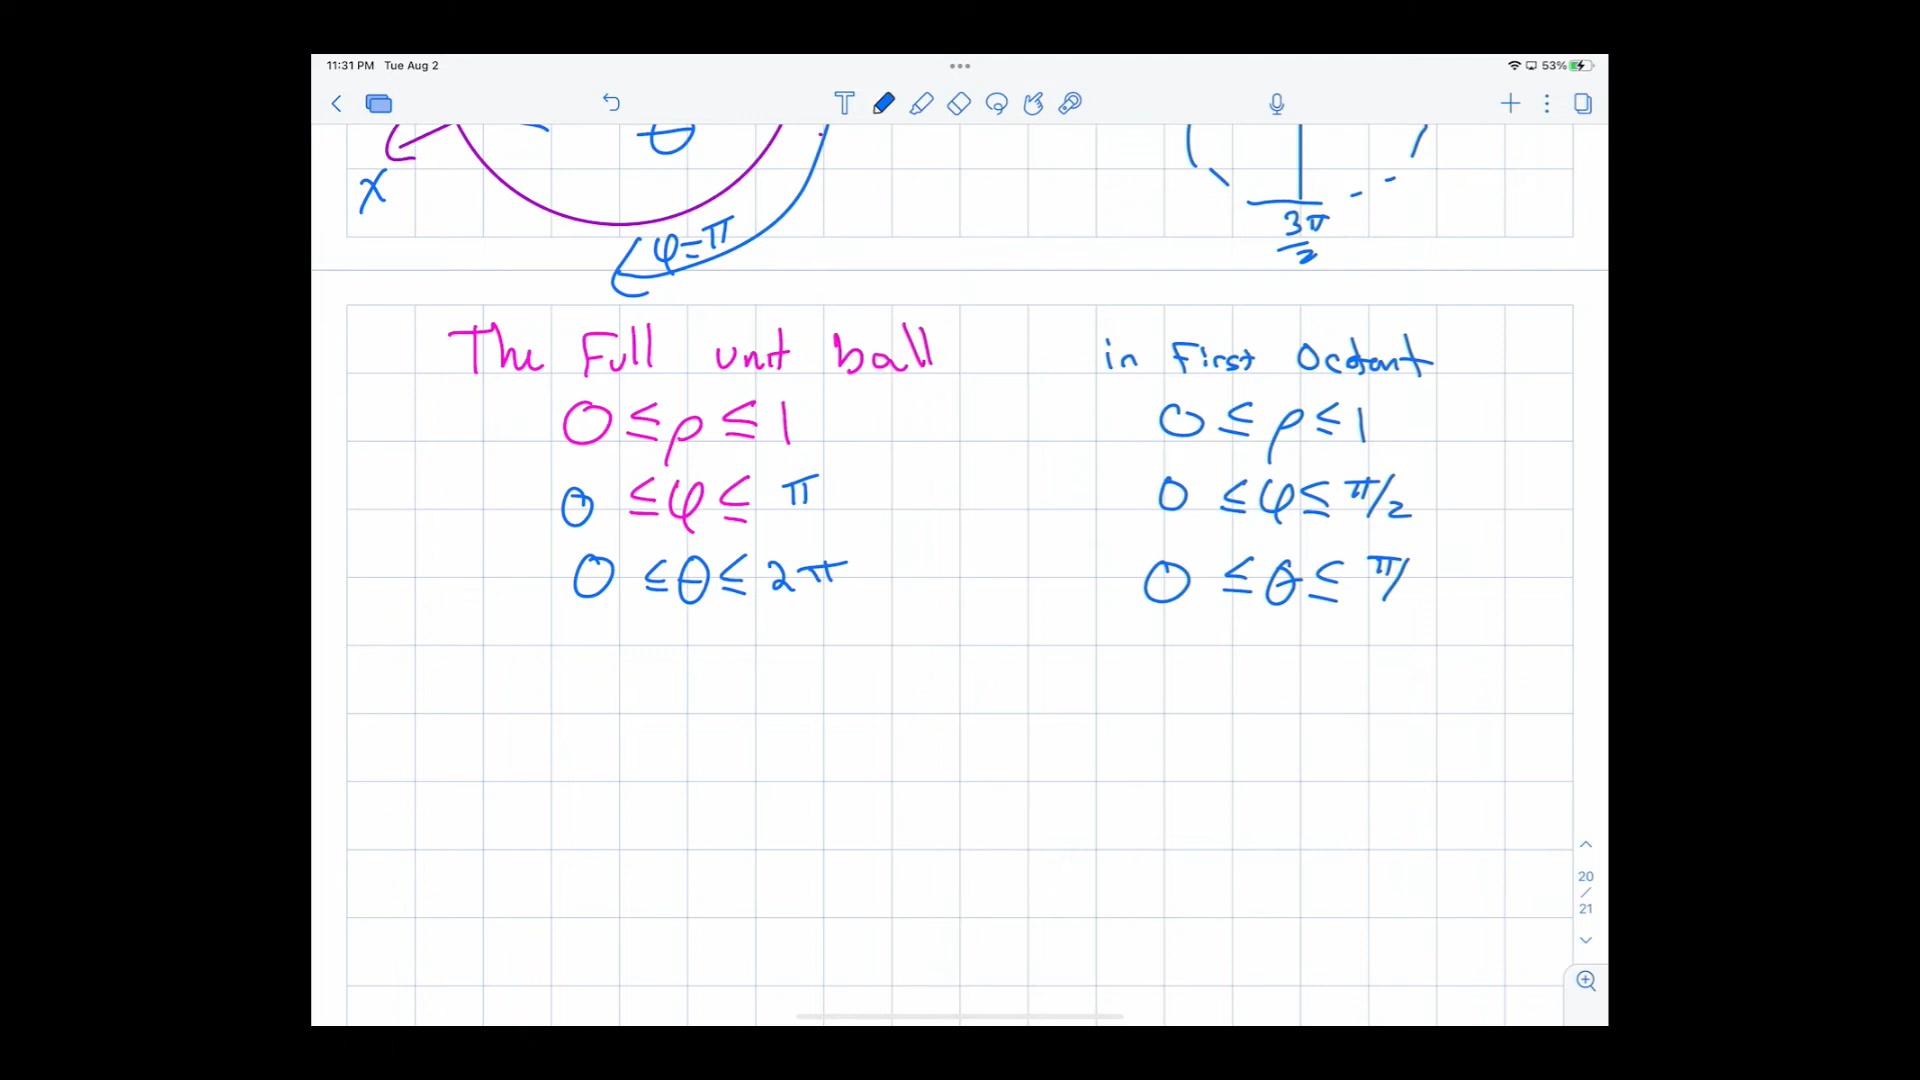 11:31 PM Tue Aug 2
53%
T
θ
x
φ=π
3π/2
The Full unit ball
0 ≤ ρ ≤ 1
0 ≤ φ ≤ π
0 ≤ θ ≤ 2π
in First Octant
0 ≤ ρ ≤ 1
0 ≤ φ ≤ π/2
0 ≤ θ ≤ π/
20
/
21